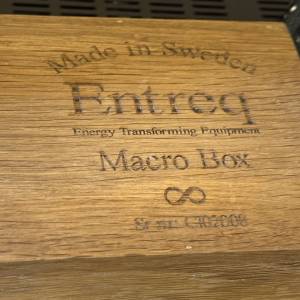 Made in Sweden
Entreq
Energy Transforming Equipment
Macro Box
∞